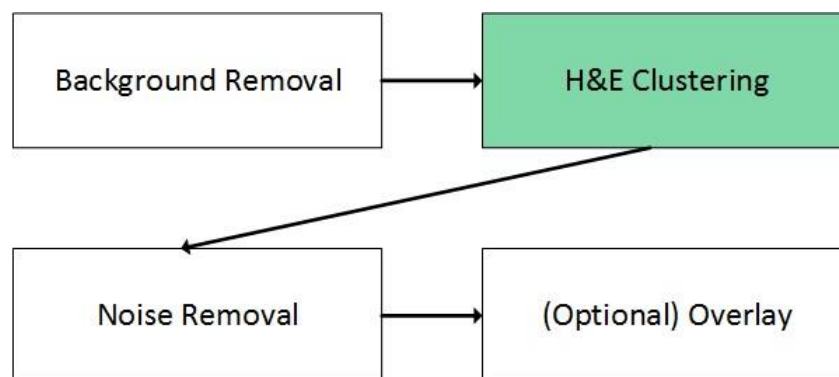 Background Removal
H&E Clustering
Noise Removal
(Optional) Overlay